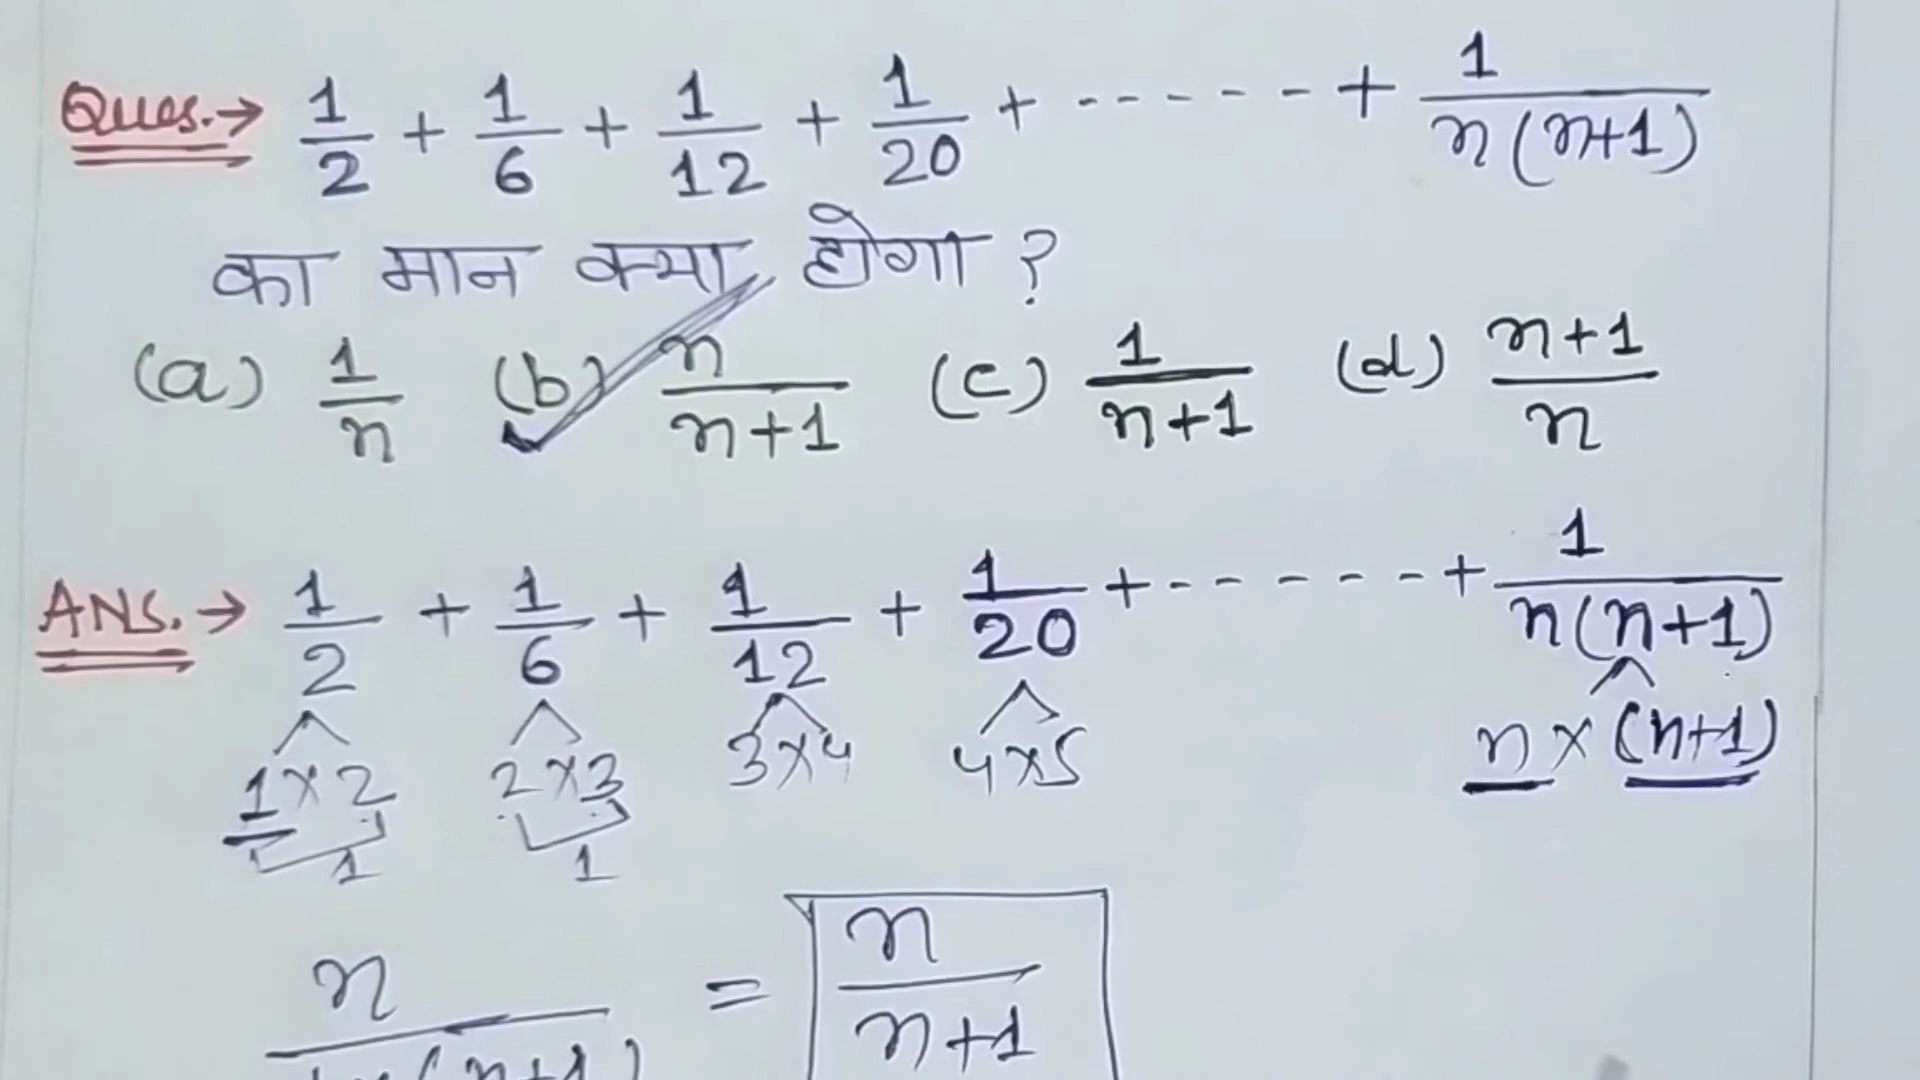 Ques.→ 1/2 + 1/6 + 1/12 + 1/20 + ------ + 1/n(n+1)
का मान क्या होगा ?
(a) 1/n (b) n/n+1 (c) 1/n+1 (d) n+1/n
ANS.→ 1/2 + 1/6 + 1/12 + 1/20 + ------ + 1/n(n+1)
1×2 2×3 3×4 4×5 n×(n+1)
1 1
n/1×(n+1) = n/n+1